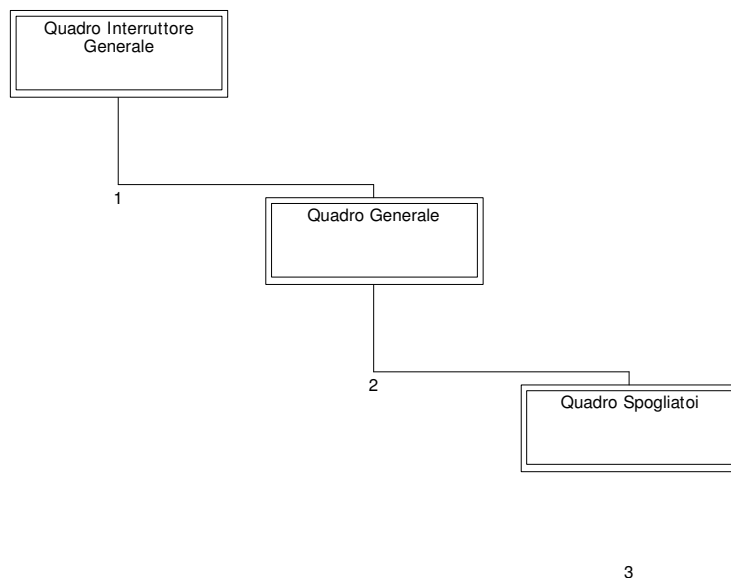 Quadro Interruttore
Generale
1
Quadro Generale
2
Quadro Spogliatoi
3